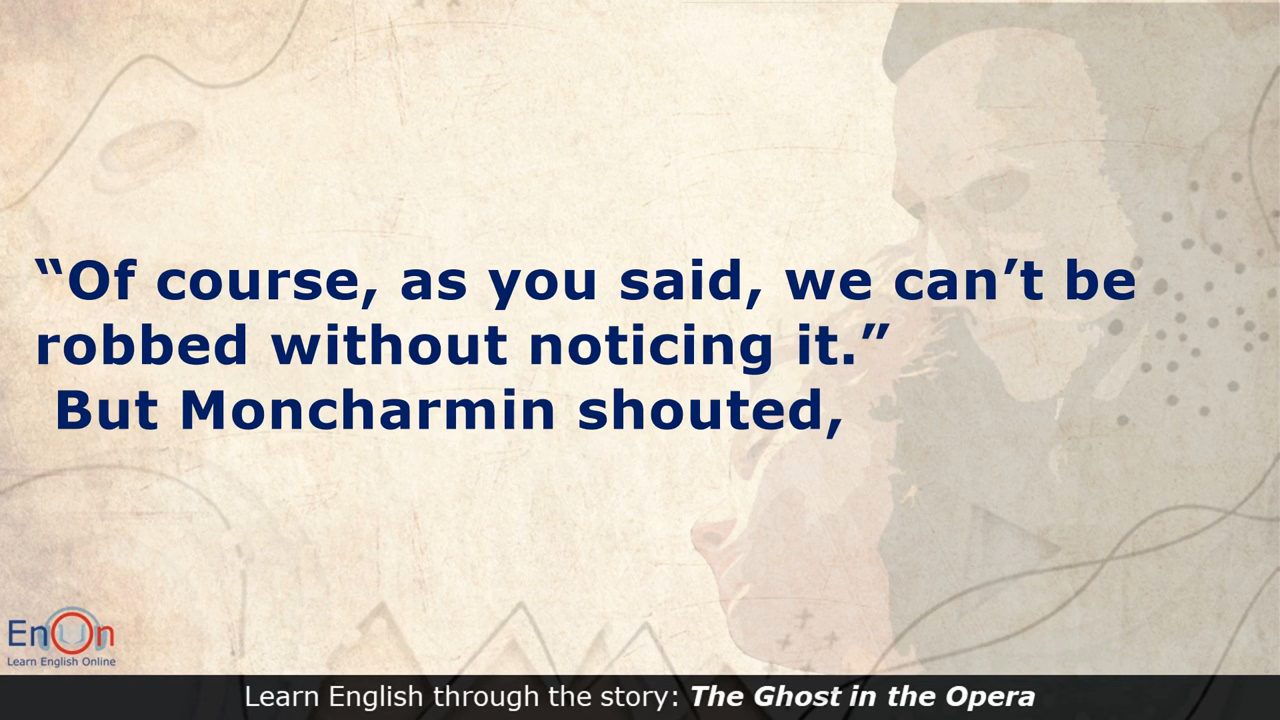 “Of course, as you said, we can’t be
robbed without noticing it.”
But Moncharmin shouted,
EnOn
Learn English Online
Learn English through the story: The Ghost in the Opera